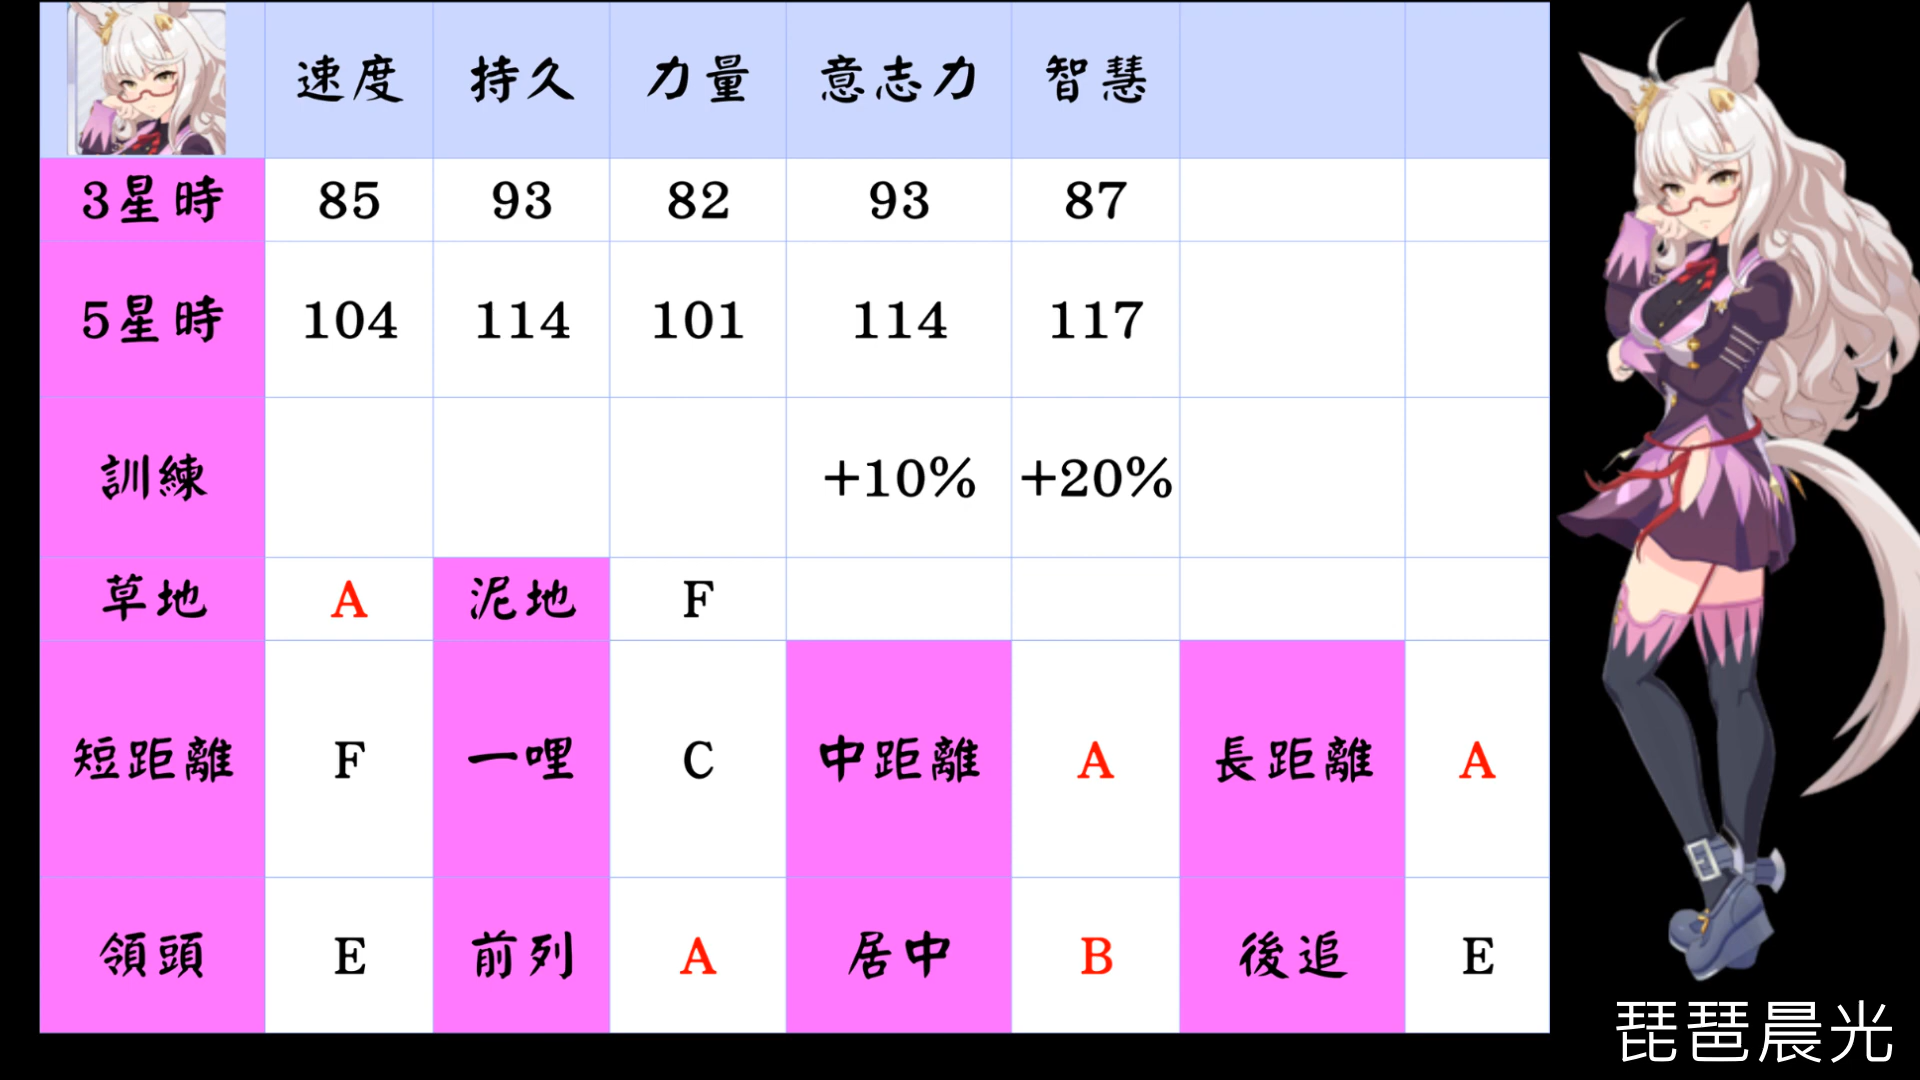 速度 持久 力量 意志力 智慧
3星時 85 93 82 93 87
5星時 104 114 101 114 117
訓練 +10% +20%
草地 A 泥地 F
短距離 F 一哩 C 中距離 A 長距離 A
領頭 E 前列 A 居中 B 後追 E
琵琶晨光